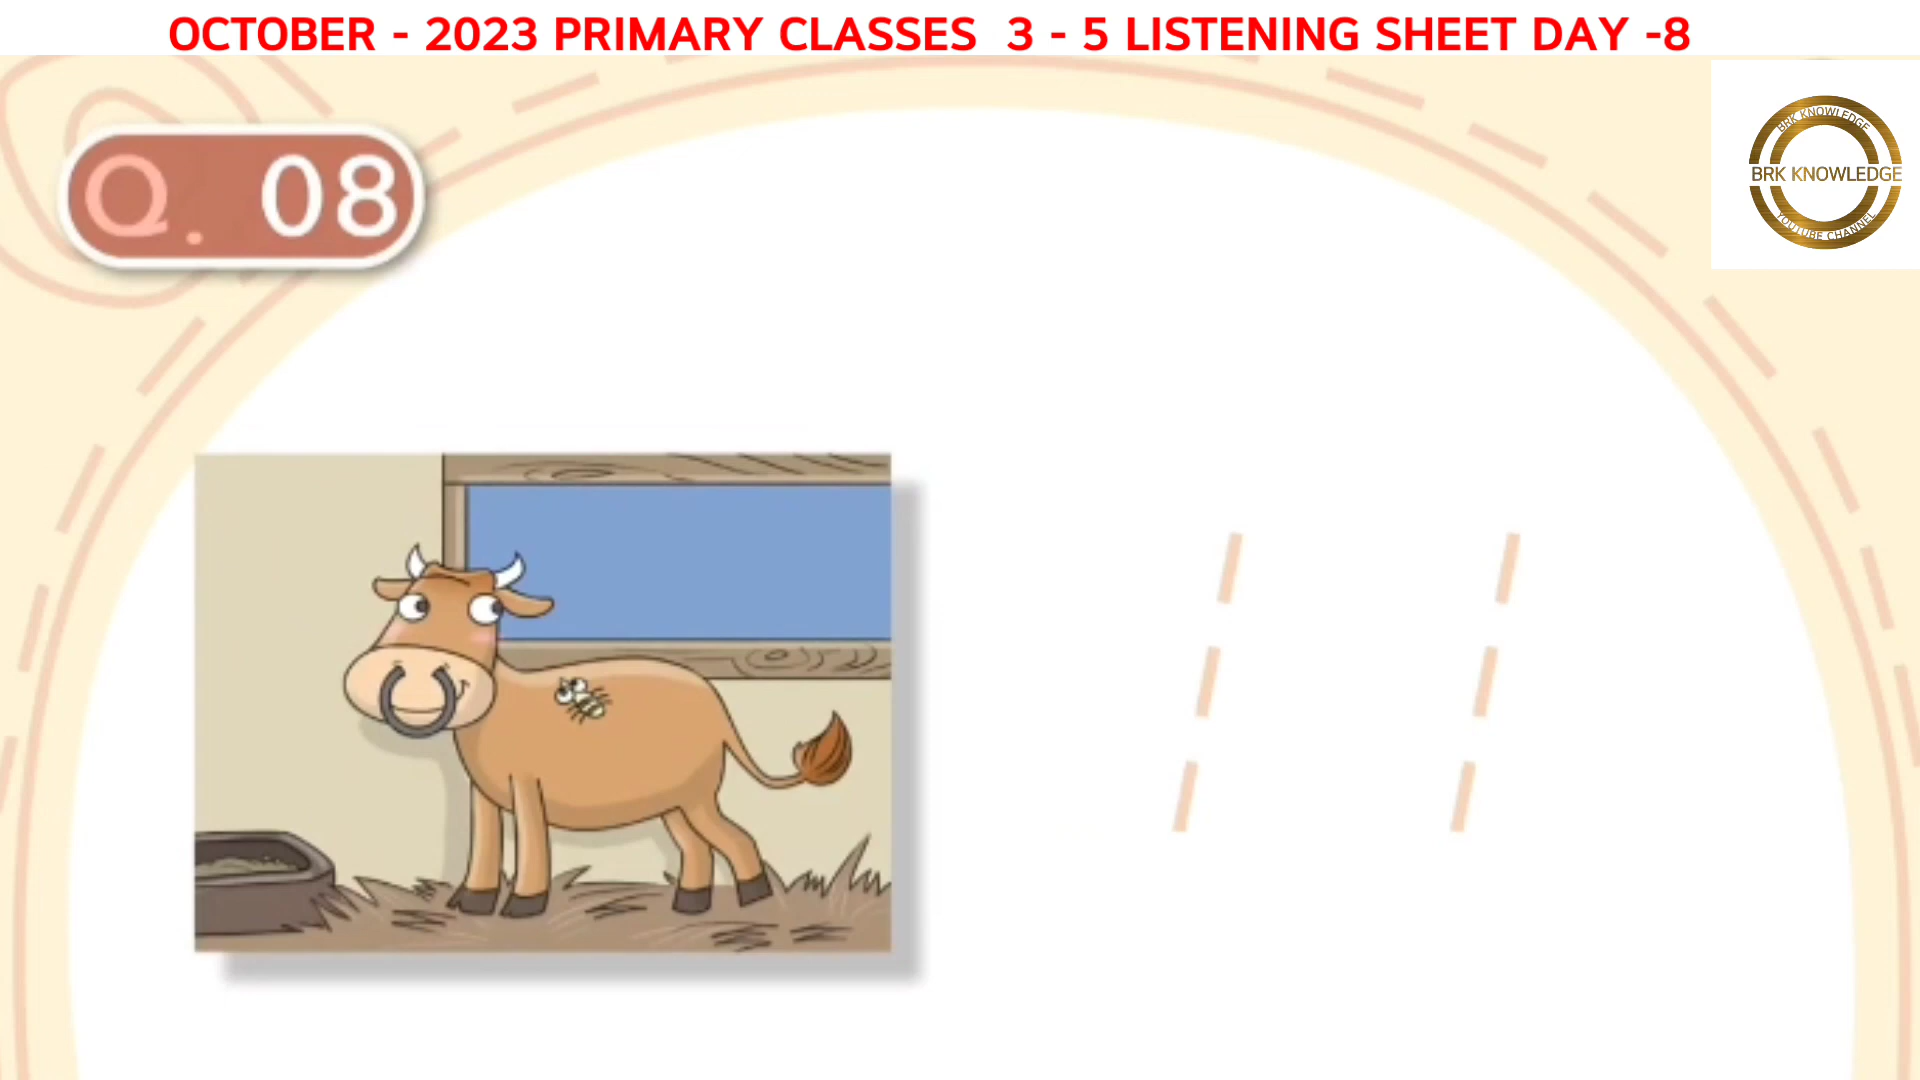 OCTOBER - 2023 PRIMARY CLASSES 3 - 5 LISTENING SHEET DAY -8
Q. 08
BRK KNOWLEDGE
BRK KNOWLEDGE
YOUTUBE CHANNEL